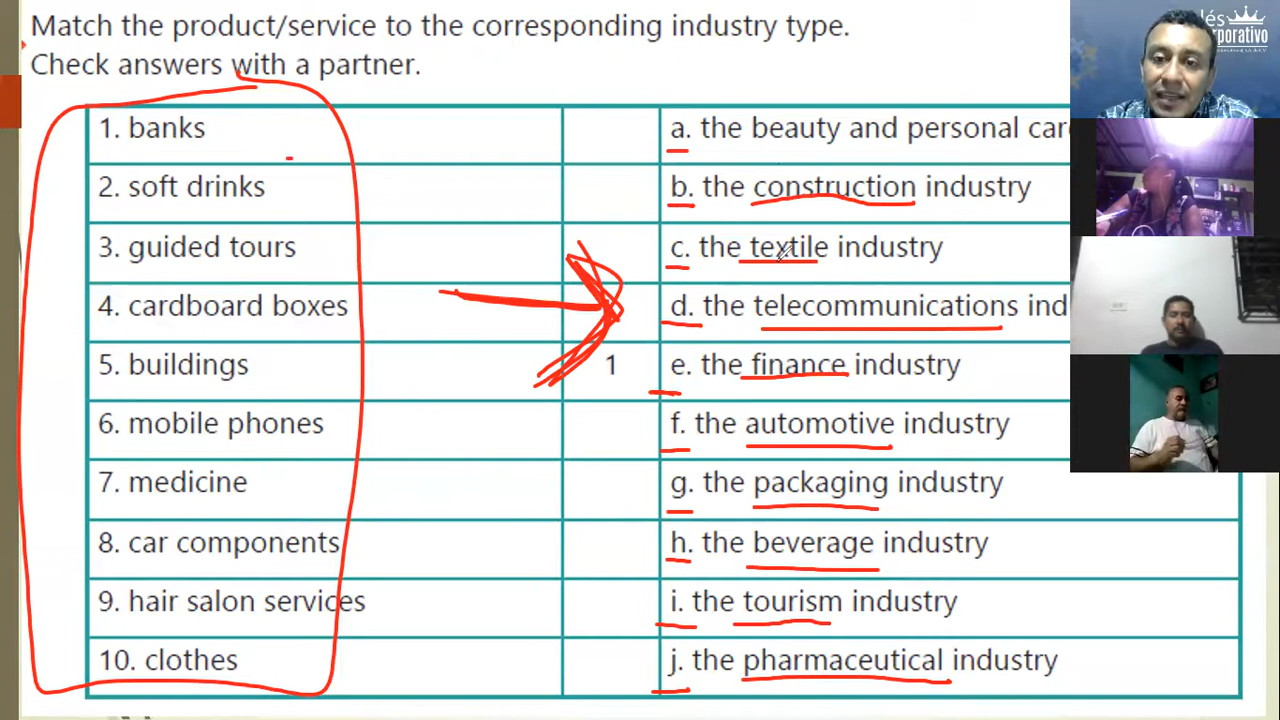 Match the product/service to the corresponding industry type.
Check answers with a partner.
1. banks a. the beauty and personal car
2. soft drinks b. the construction industry
3. guided tours c. the textile industry
4. cardboard boxes d. the telecommunications ind
5. buildings 1 e. the finance industry
6. mobile phones f. the automotive industry
7. medicine g. the packaging industry
8. car components h. the beverage industry
9. hair salon services i. the tourism industry
10. clothes j. the pharmaceutical industry
lés
rporativo